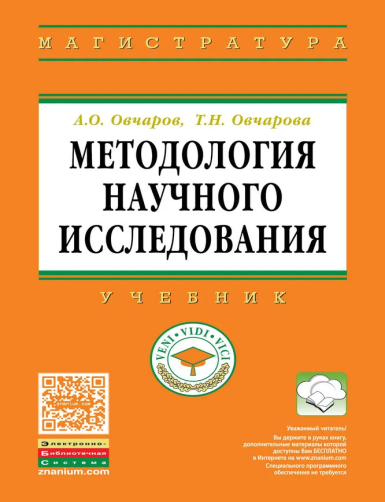 МАГИСТРАТУРА
А.О. Овчаров, Т.Н. Овчарова
МЕТОДОЛОГИЯ
НАУЧНОГО
ИССЛЕДОВАНИЯ
УЧЕБНИК
VENI · VIDI · VICI
Электронно-
Библиотечная
Система
znanium.com
Уважаемый читатель!
Вы держите в руках книгу,
дополнительные материалы которой
доступны Вам БЕСПЛАТНО
в Интернете на www.znanium.com
Специального программного
обеспечения не требуется